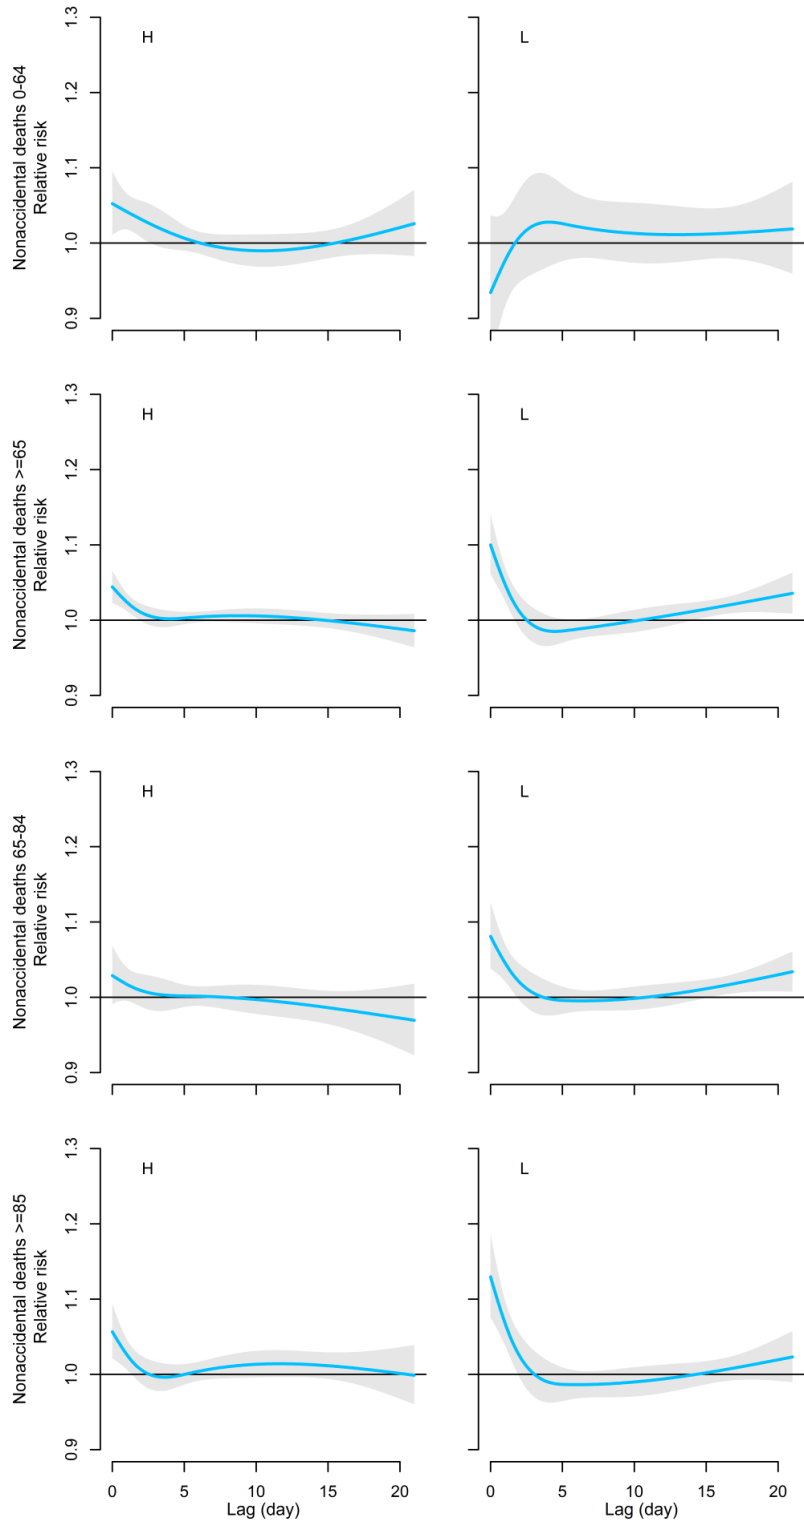 Nonaccidental deaths 0-64
Relative risk
0.9 1.0 1.1 1.2 1.3
H
L
Nonaccidental deaths >=65
Relative risk
0.9 1.0 1.1 1.2 1.3
H
L
Nonaccidental deaths 65-84
Relative risk
0.9 1.0 1.1 1.2 1.3
H
L
Nonaccidental deaths >=85
Relative risk
0.9 1.0 1.1 1.2 1.3
H
L
0 5 10 15 20
0 5 10 15 20
Lag (day)
Lag (day)